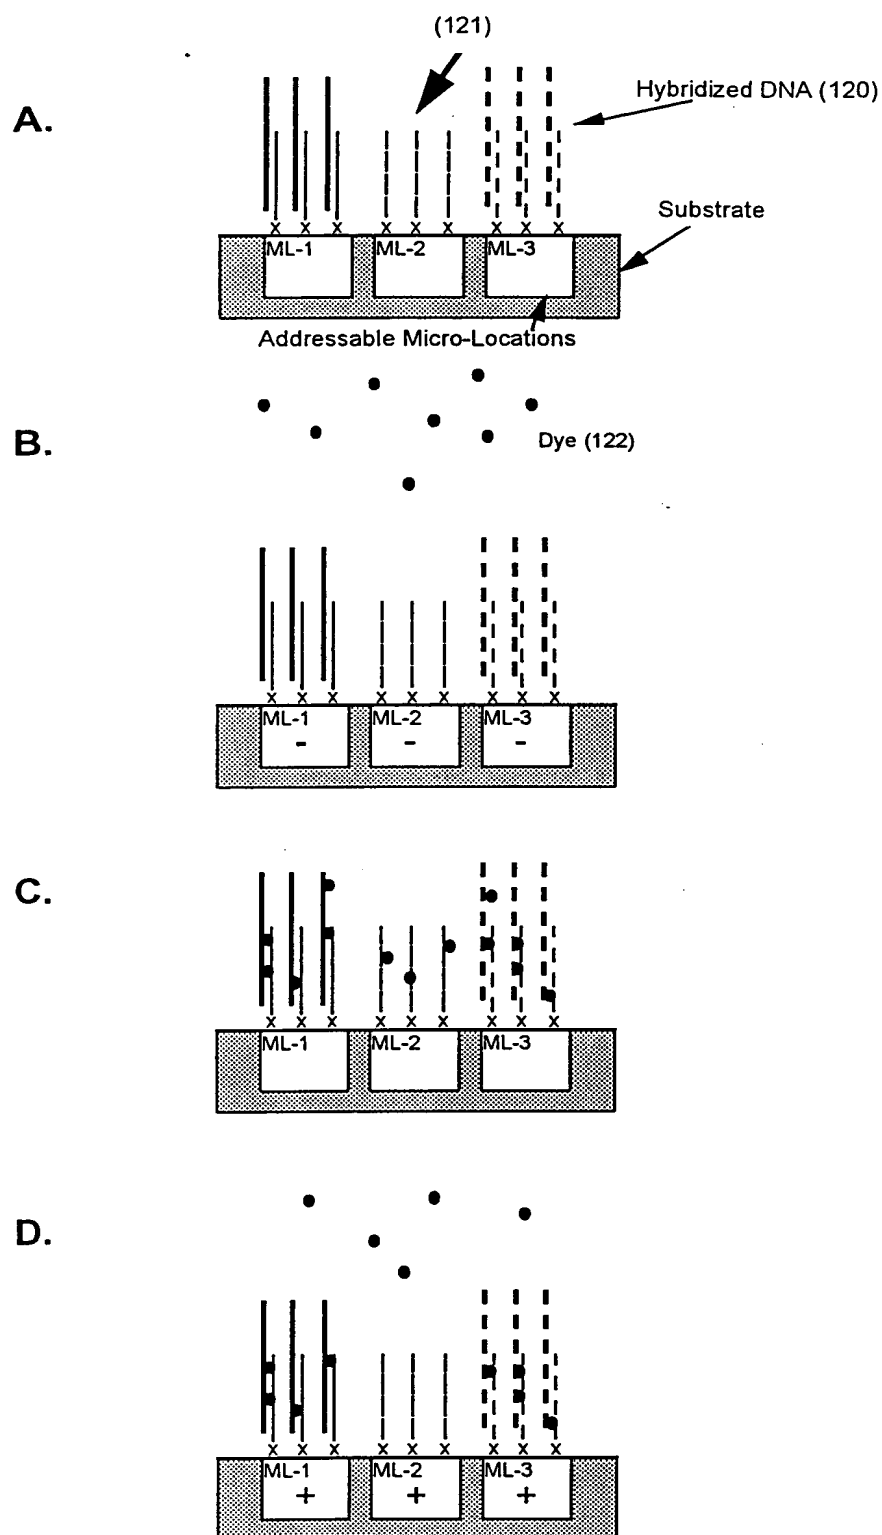 (121)
A.
Hybridized DNA (120)
Substrate
x x x x x x x x x
ML-1 ML-2 ML-3
Addressable Micro-Locations
B.
Dye (122)
x x x x x x x x x
ML-1 ML-2 ML-3
- - -
C.
x x x x x x x x x
ML-1 ML-2 ML-3
D.
x x x x x x x x x
ML-1 ML-2 ML-3
+ + +